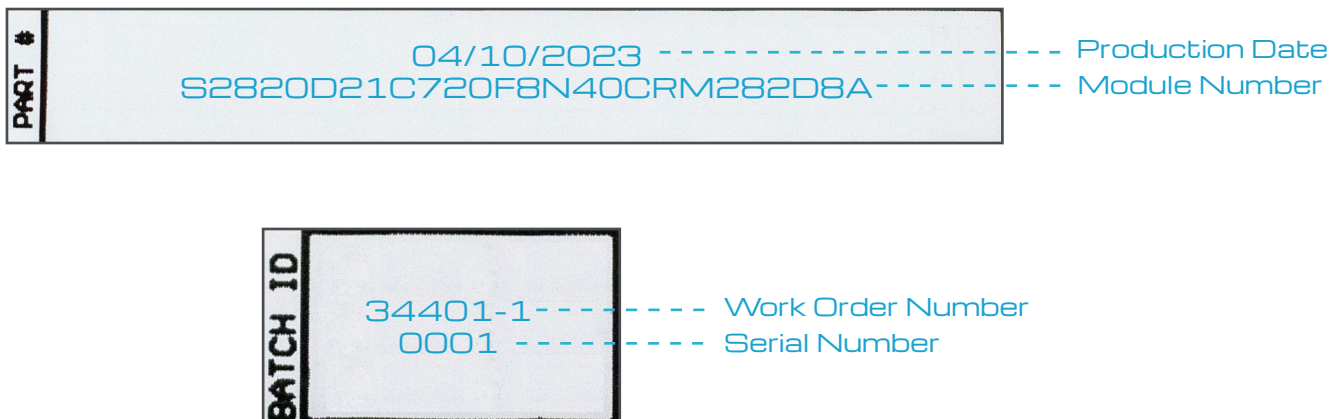 PART #
04/10/2023
Production Date
S2820D21C720F8N40CRM282D8A
Module Number
BATCH ID
34401-1
Work Order Number
0001
Serial Number